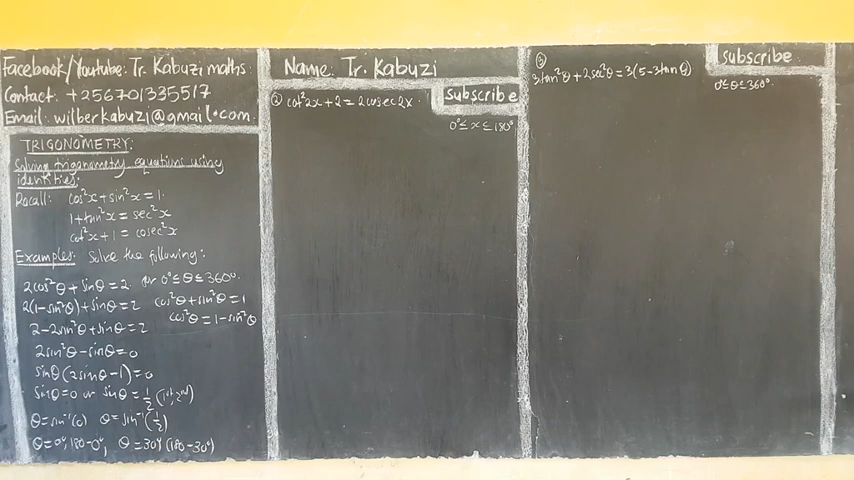 Facebook/Youtube: Tr. Kabuzi maths
Contact: +256701335517
Email: wilberkabuzi@gmail.com
TRIGONOMETRY:
Solving trigonometry equations using
identities:
Recall: cos²x + sin²x = 1
1 + tan²x = sec²x
cot²x + 1 = cosec²x
Examples: Solve the following:
2cos²θ + sinθ = 2 for 0° ≤ θ ≤ 360°
2(1 - sin²θ) + sinθ = 2 cos²θ + sin²θ = 1
cos²θ = 1 - sin²θ
2 - 2sin²θ + sinθ = 2
2sin²θ - sinθ = 0
sinθ(2sinθ - 1) = 0
sinθ = 0 or sinθ = 1/2 (1st, 2nd)
θ = sin⁻¹(0) θ = sin⁻¹(1/2)
θ = 0°, 180 - 0°, θ = 30°, (180 - 30°)
Name: Tr. Kabuzi
② cot²2x + 2 = 2cosec2x
subscribe
0° ≤ x ≤ 180°
③
subscribe
3tan²θ + 2sec²θ = 3(5 - 3tanθ)
0 ≤ θ ≤ 360°